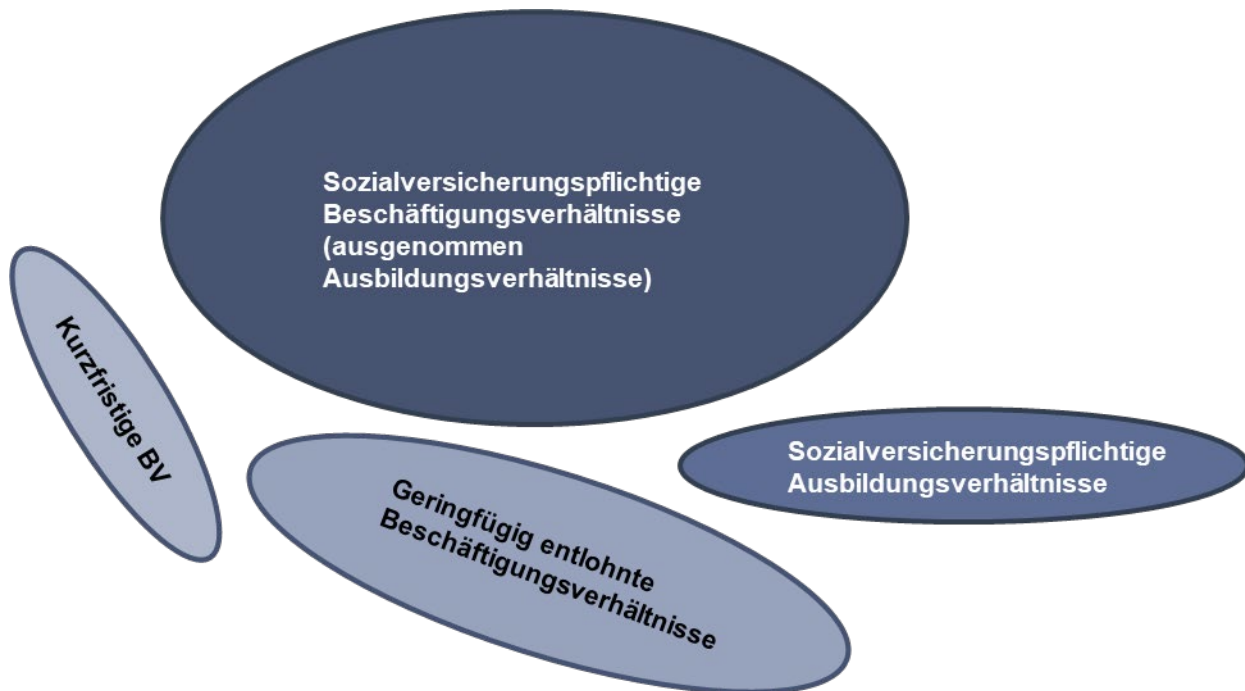 Sozialversicherungspflichtige
Beschäftigungsverhältnisse
(ausgenommen
Ausbildungsverhältnisse)
Kurzfristige BV
Geringfügig entlohnte
Beschäftigungsverhältnisse
Sozialversicherungspflichtige
Ausbildungsverhältnisse